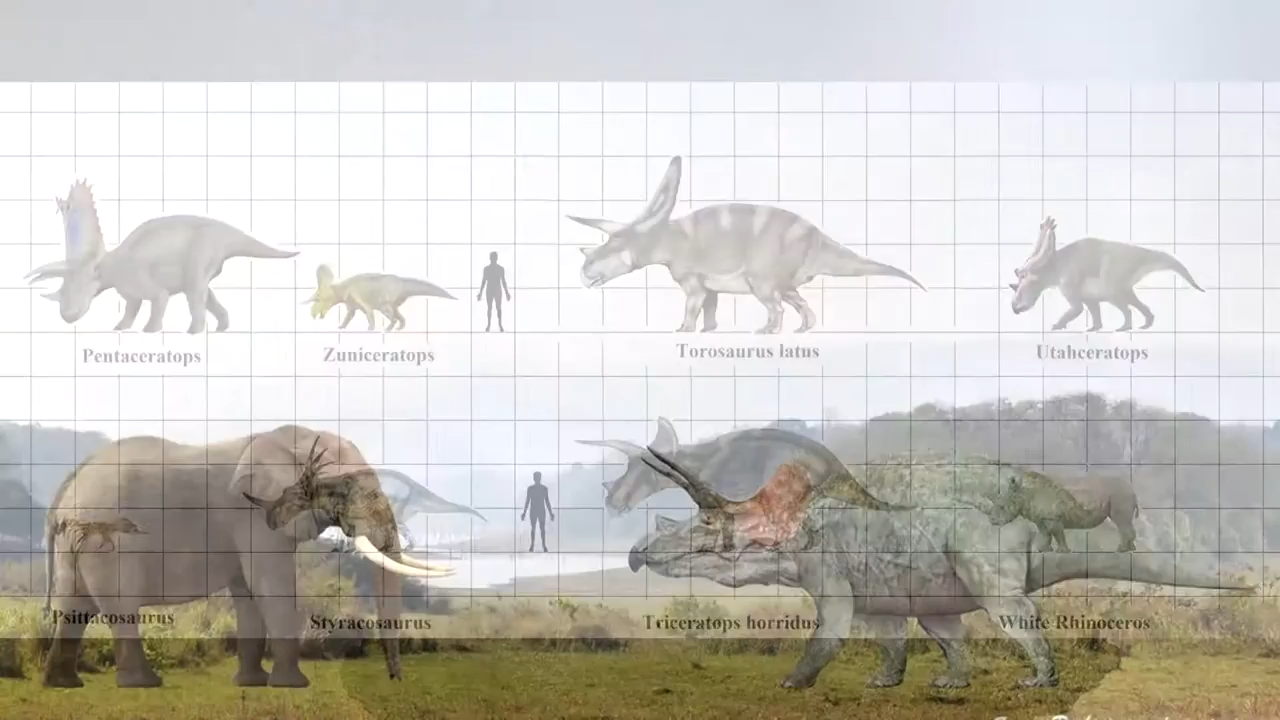 Pentaceratops
Zuniceratops
Torosaurus latus
Utahceratops
Psittacosaurus
Styracosaurus
Triceratops horridus
White Rhinoceros